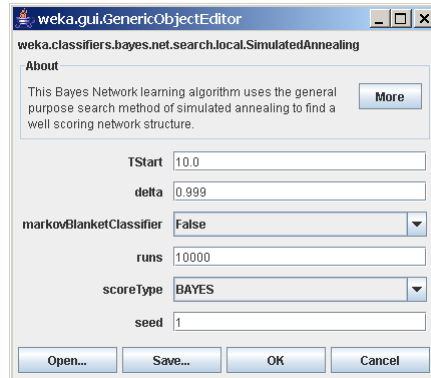 weka.gui.GenericObjectEditor
weka.classifiers.bayes.net.search.local.SimulatedAnnealing
About
This Bayes Network learning algorithm uses the general
purpose search method of simulated annealing to find a
well scoring network structure.
More
TStart 10.0
delta 0.999
markovBlanketClassifier False
runs 10000
scoreType BAYES
seed 1
Open... Save... OK Cancel